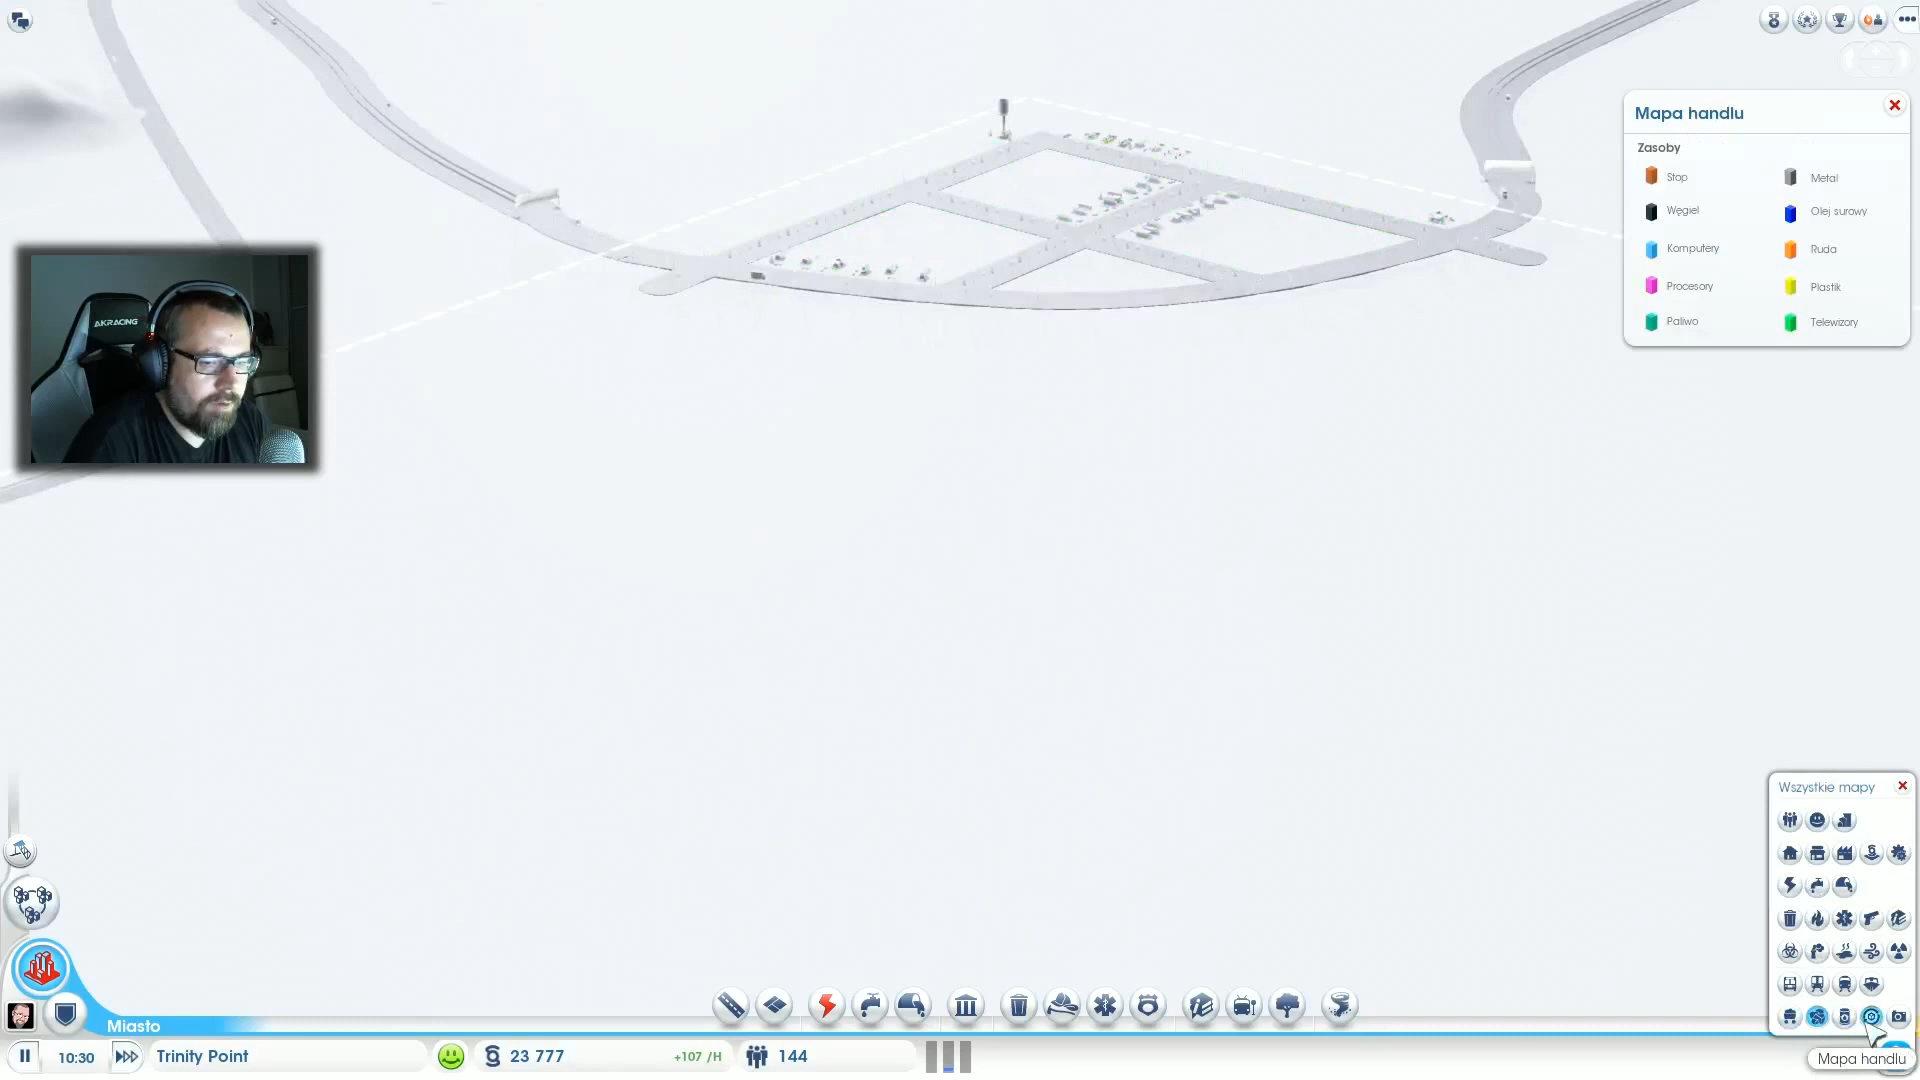 Mapa handlu
Zasoby
Stop
Metal
Węgiel
Olej surowy
Komputery
Ruda
Procesory
Plastik
Paliwo
Telewizory
AKRACING
Wszystkie mapy
Miasto
10:30
Trinity Point
23 777
+107 /H
144
Mapa handlu